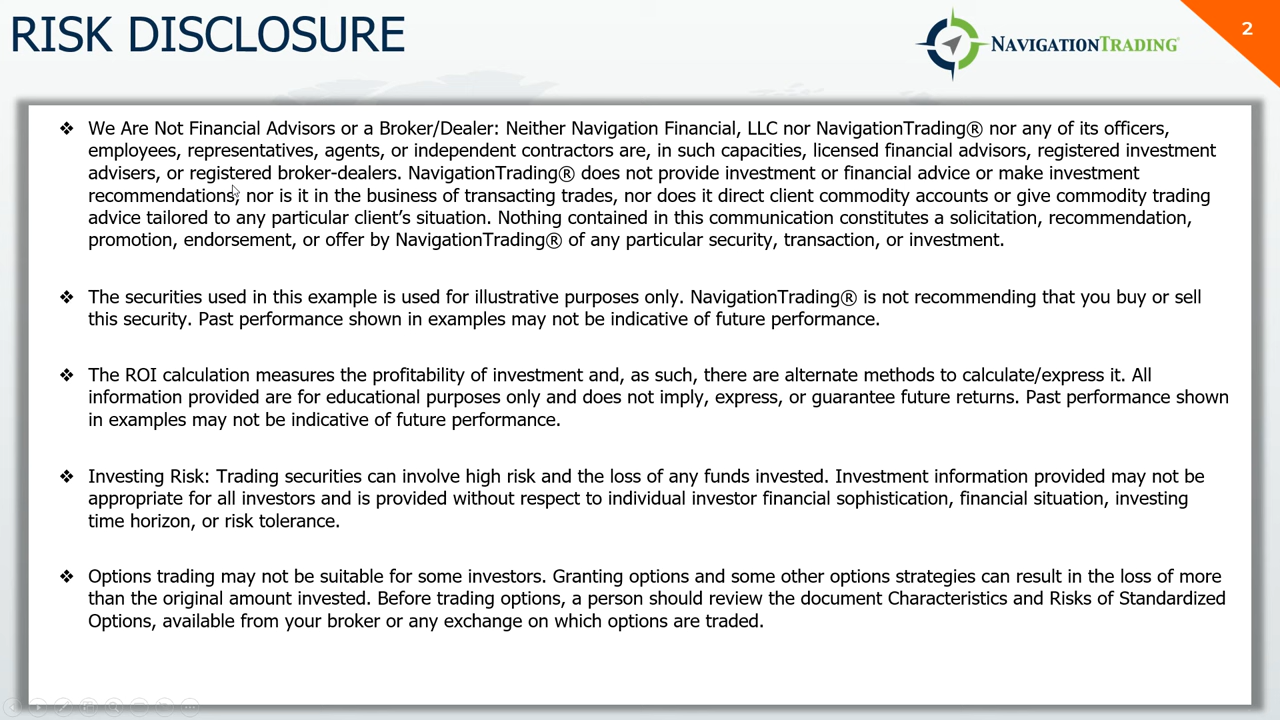 RISK DISCLOSURE
NAVIGATIONTRADING®
2
❖ We Are Not Financial Advisors or a Broker/Dealer: Neither Navigation Financial, LLC nor NavigationTrading® nor any of its officers,
employees, representatives, agents, or independent contractors are, in such capacities, licensed financial advisors, registered investment
advisers, or registered broker-dealers. NavigationTrading® does not provide investment or financial advice or make investment
recommendations, nor is it in the business of transacting trades, nor does it direct client commodity accounts or give commodity trading
advice tailored to any particular client’s situation. Nothing contained in this communication constitutes a solicitation, recommendation,
promotion, endorsement, or offer by NavigationTrading® of any particular security, transaction, or investment.
❖ The securities used in this example is used for illustrative purposes only. NavigationTrading® is not recommending that you buy or sell
this security. Past performance shown in examples may not be indicative of future performance.
❖ The ROI calculation measures the profitability of investment and, as such, there are alternate methods to calculate/express it. All
information provided are for educational purposes only and does not imply, express, or guarantee future returns. Past performance shown
in examples may not be indicative of future performance.
❖ Investing Risk: Trading securities can involve high risk and the loss of any funds invested. Investment information provided may not be
appropriate for all investors and is provided without respect to individual investor financial sophistication, financial situation, investing
time horizon, or risk tolerance.
❖ Options trading may not be suitable for some investors. Granting options and some other options strategies can result in the loss of more
than the original amount invested. Before trading options, a person should review the document Characteristics and Risks of Standardized
Options, available from your broker or any exchange on which options are traded.